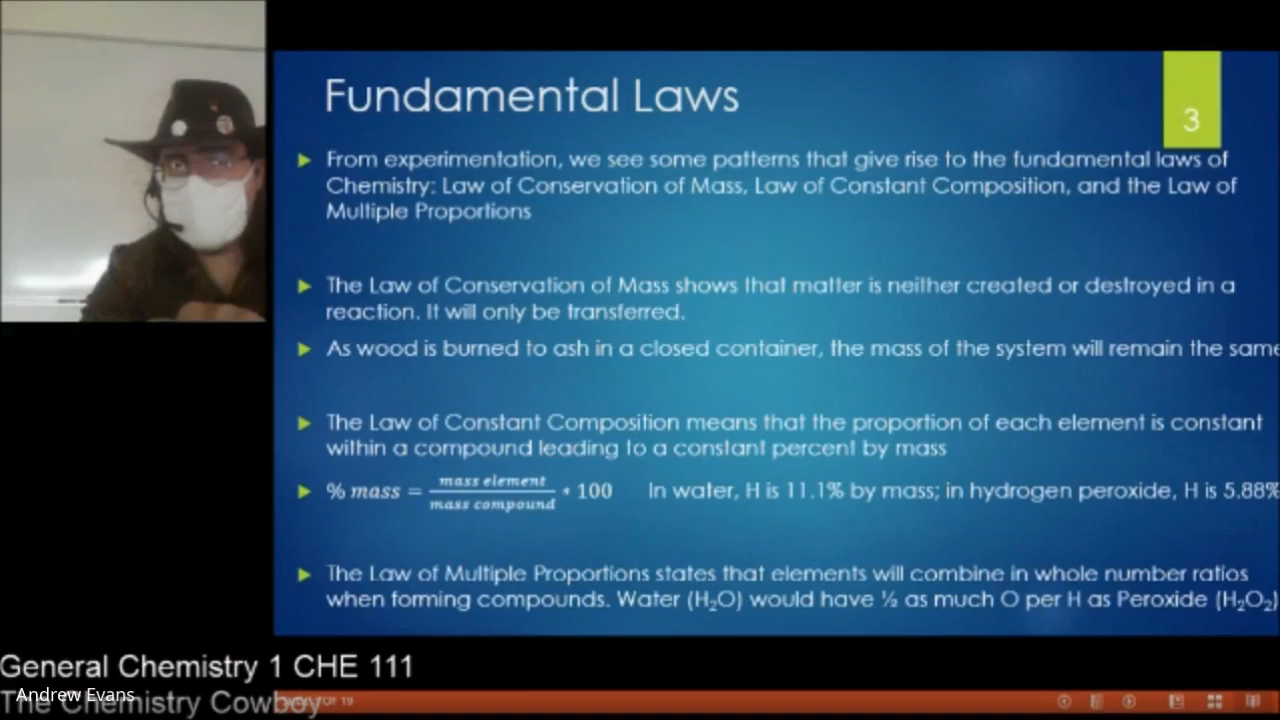 Fundamental Laws
3
From experimentation, we see some patterns that give rise to the fundamental laws of
Chemistry: Law of Conservation of Mass, Law of Constant Composition, and the Law of
Multiple Proportions
The Law of Conservation of Mass shows that matter is neither created or destroyed in a
reaction. It will only be transferred.
As wood is burned to ash in a closed container, the mass of the system will remain the same
The Law of Constant Composition means that the proportion of each element is constant
within a compound leading to a constant percent by mass
% mass = mass element / mass compound * 100 In water, H is 11.1% by mass; in hydrogen peroxide, H is 5.88%
The Law of Multiple Proportions states that elements will combine in whole number ratios
when forming compounds. Water (H₂O) would have ½ as much O per H as Peroxide (H₂O₂)
General Chemistry 1 CHE 111
Andrew Evans
The Chemistry Cowboy
OF 19